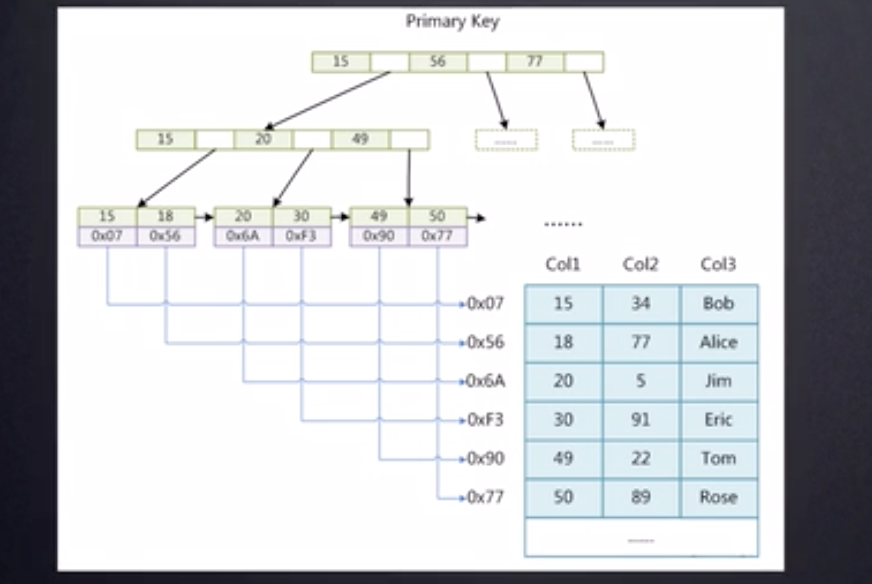 Primary Key
15 56 77
15 20 49
...... ......
15 18 20 30 49 50
0x07 0x56 0x6A 0xF3 0x90 0x77
......
Col1 Col2 Col3
0x07 15 34 Bob
0x56 18 77 Alice
0x6A 20 5 Jim
0xF3 30 91 Eric
0x90 49 22 Tom
0x77 50 89 Rose
......